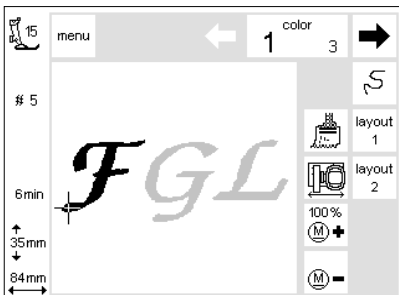 15
menu
color
1 3
# 5
layout
1
layout
2
FGL
6min
100%
M +
35mm
84mm
M -